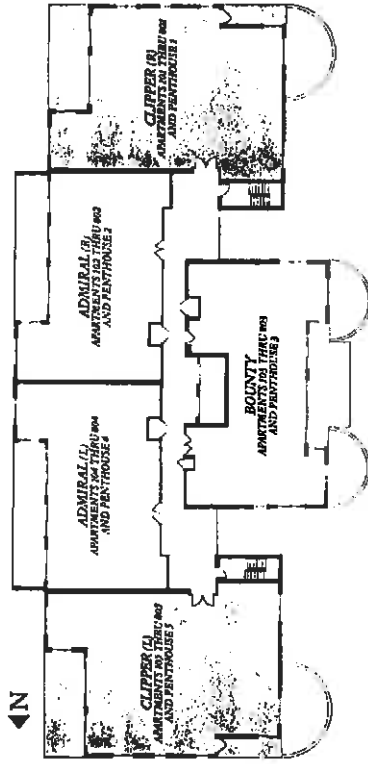 N
CLIPPER (L)
APARTMENTS 105 THRU 805
AND PENTHOUSE 5
ADMIRAL (L)
APARTMENTS 104 THRU 804
AND PENTHOUSE 4
ADMIRAL (R)
APARTMENTS 102 THRU 802
AND PENTHOUSE 2
CLIPPER (R)
APARTMENTS 101 THRU 801
AND PENTHOUSE 1
BOUNTY
APARTMENTS 103 THRU 803
AND PENTHOUSE 3